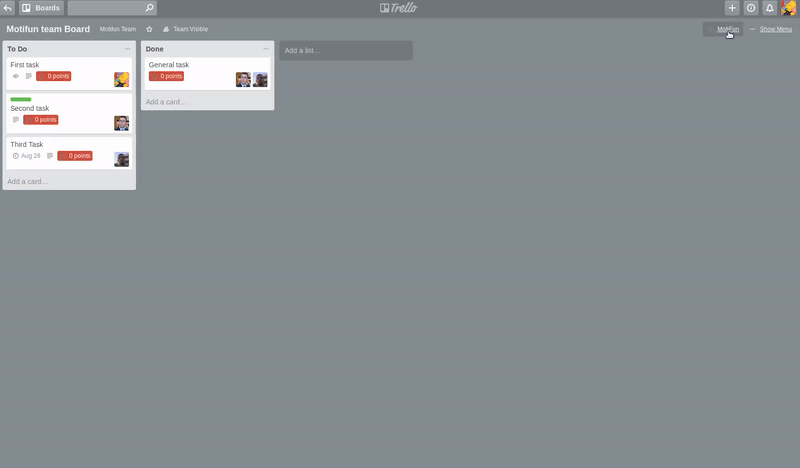 Boards
Trello
Motifun team Board
Motifun Team
Team Visible
MotiFun
Show Menu
To Do
First task
0 points
Second task
0 points
Third Task
Aug 28
0 points
Add a card…
Done
General task
0 points
Add a card…
Add a list…